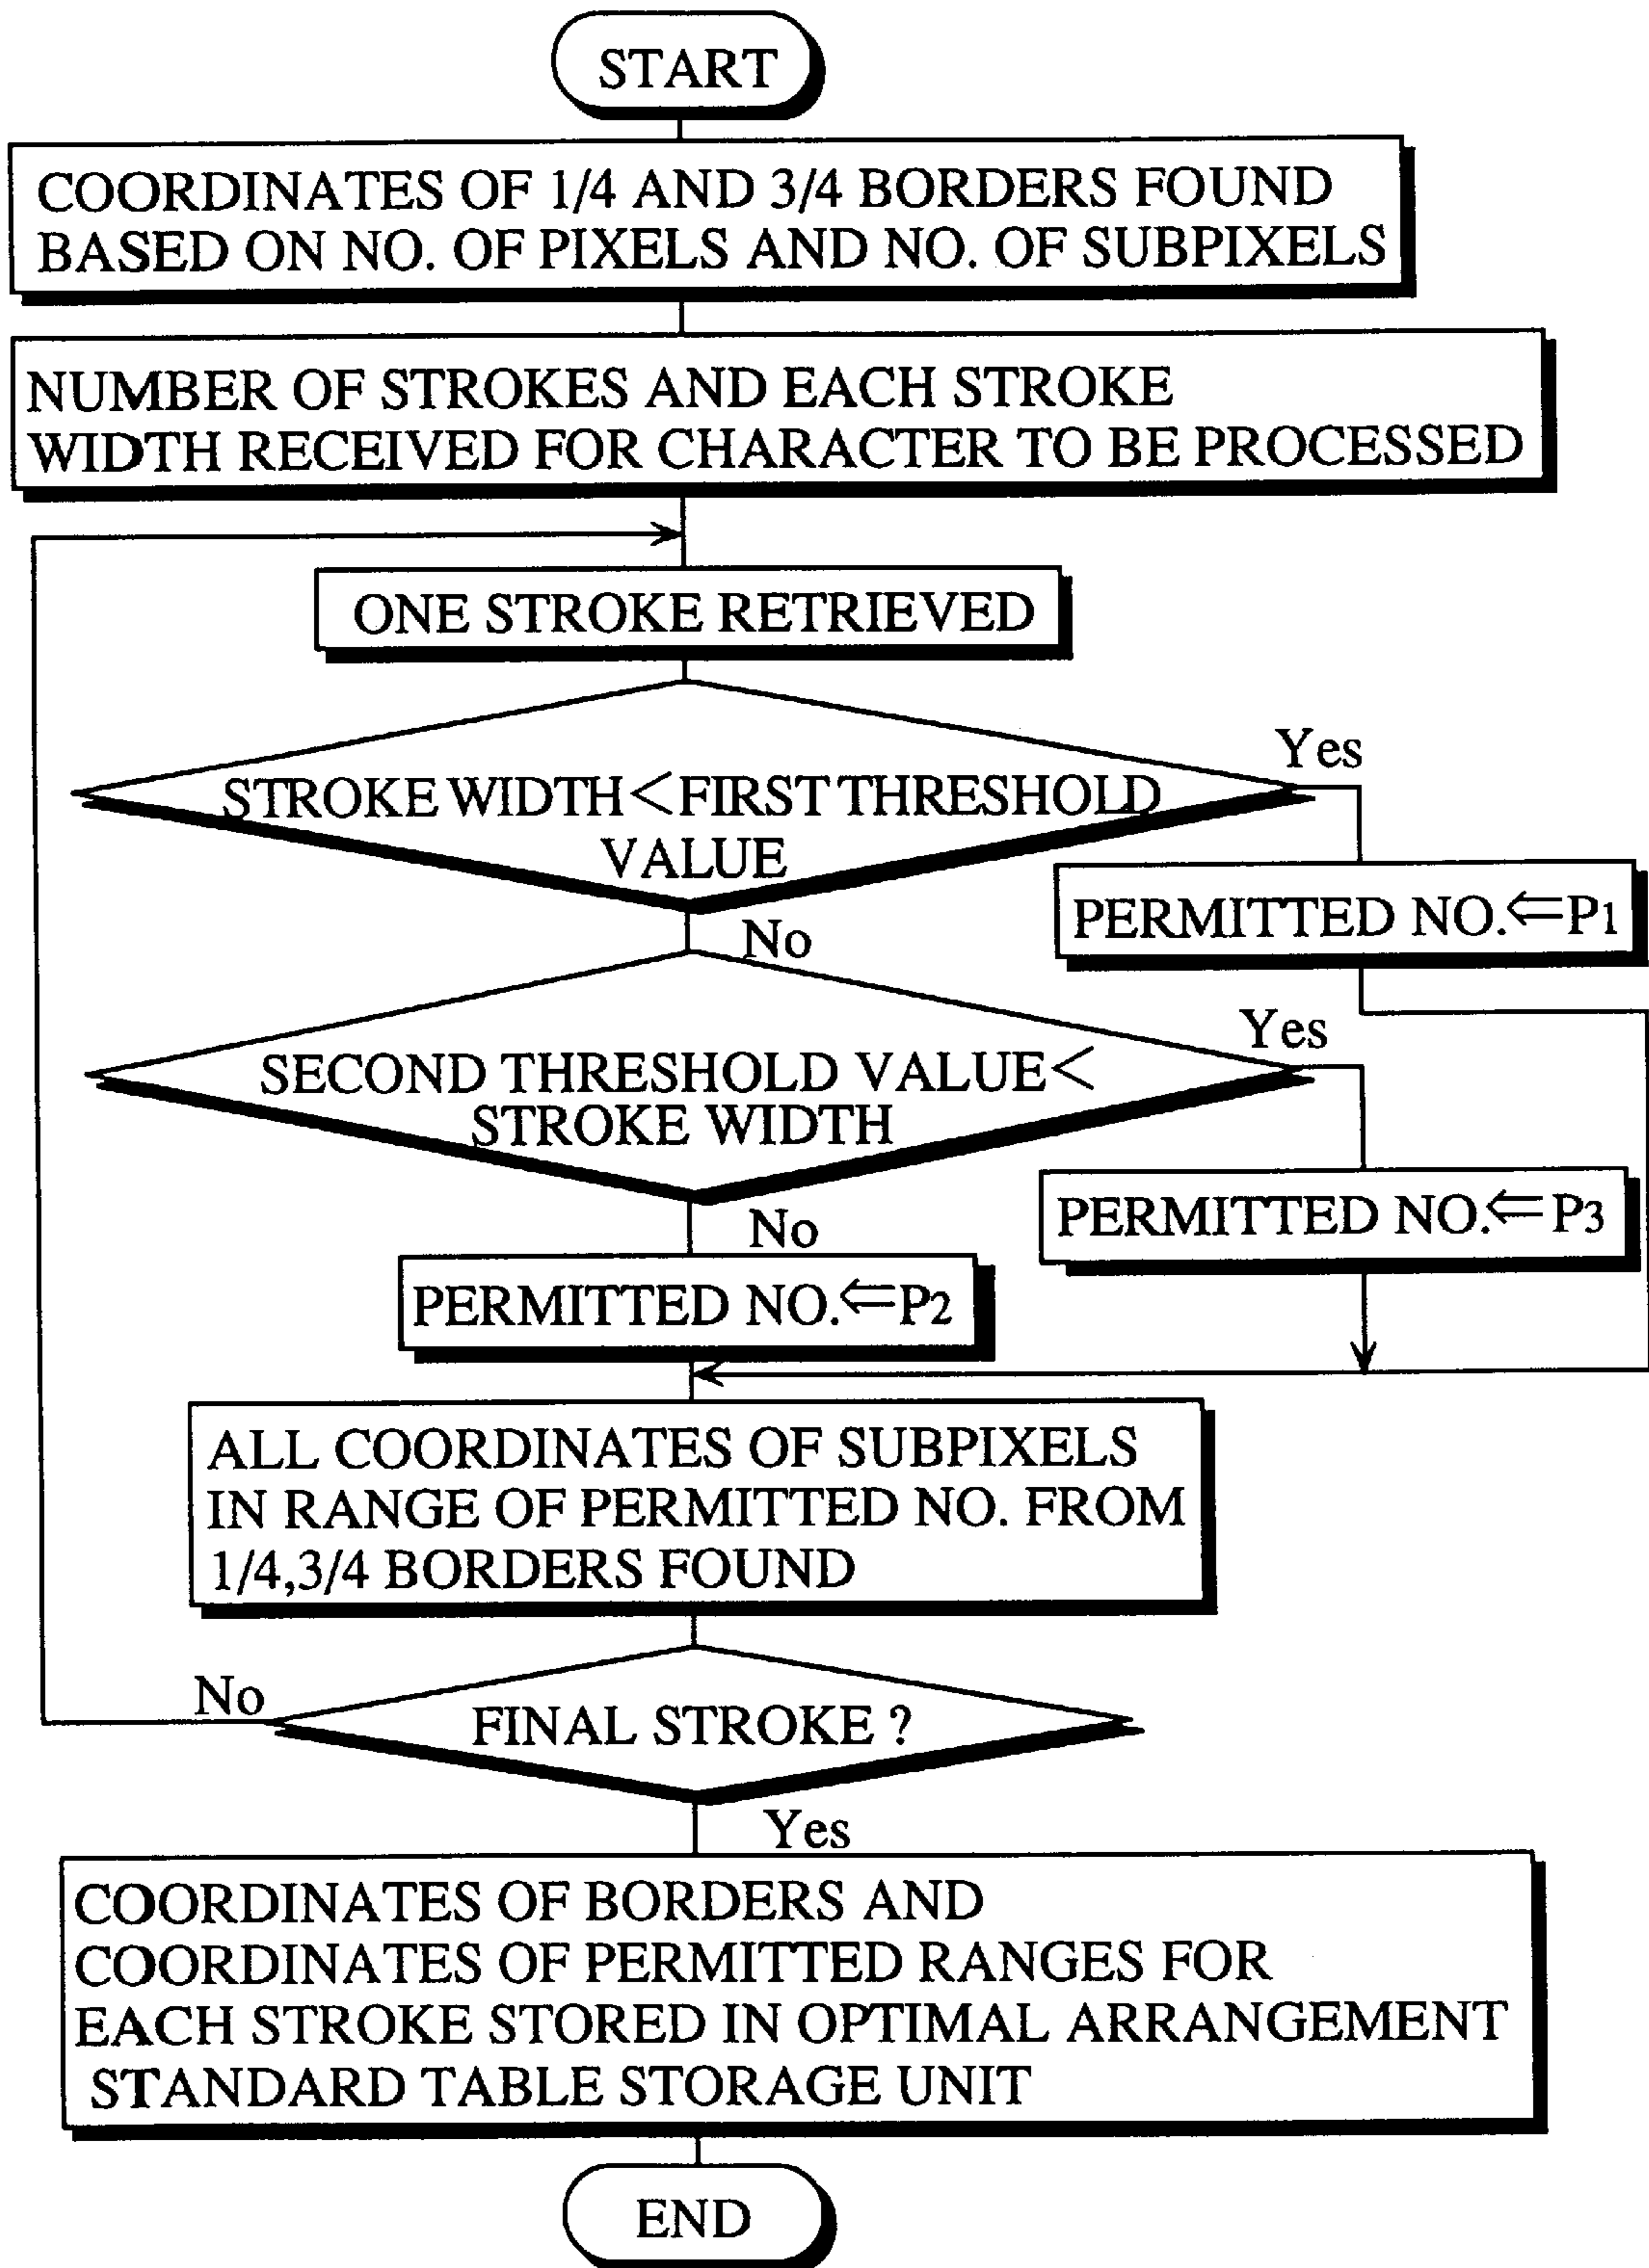 START
COORDINATES OF 1/4 AND 3/4 BORDERS FOUND
BASED ON NO. OF PIXELS AND NO. OF SUBPIXELS
NUMBER OF STROKES AND EACH STROKE
WIDTH RECEIVED FOR CHARACTER TO BE PROCESSED
ONE STROKE RETRIEVED
Yes
STROKE WIDTH<FIRST THRESHOLD
VALUE
PERMITTED NO.⇐P1
No
Yes
SECOND THRESHOLD VALUE<
STROKE WIDTH
PERMITTED NO.⇐P3
No
PERMITTED NO.⇐P2
ALL COORDINATES OF SUBPIXELS
IN RANGE OF PERMITTED NO. FROM
1/4,3/4 BORDERS FOUND
No
FINAL STROKE ?
Yes
COORDINATES OF BORDERS AND
COORDINATES OF PERMITTED RANGES FOR
EACH STROKE STORED IN OPTIMAL ARRANGEMENT
STANDARD TABLE STORAGE UNIT
END